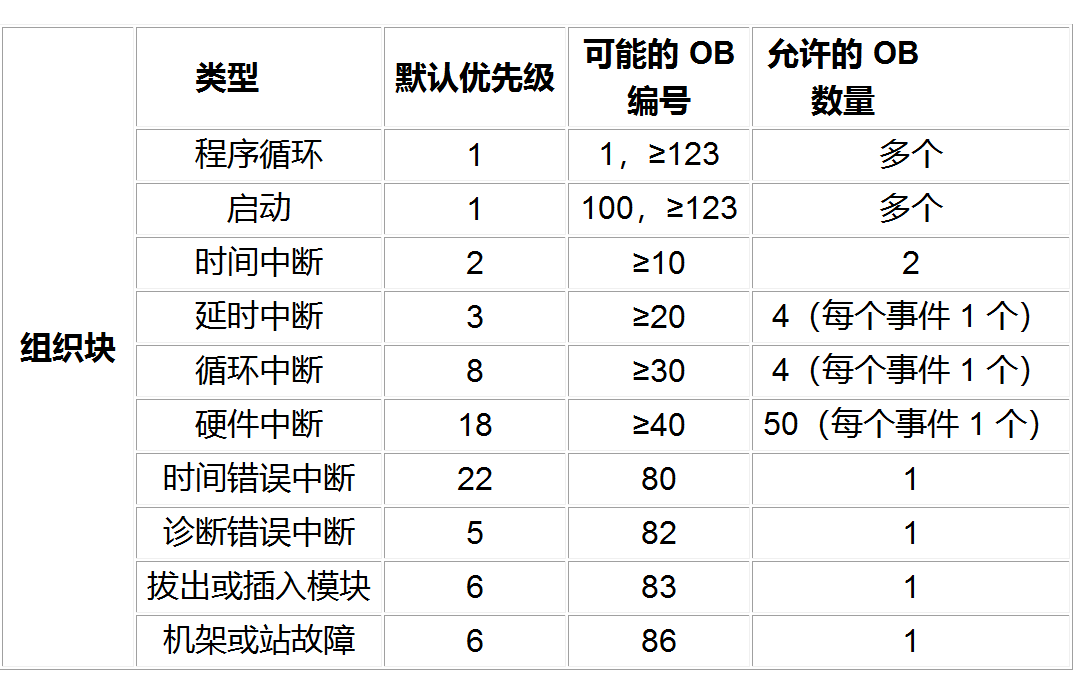 组织块
类型
默认优先级
可能的 OB
编号
允许的 OB
数量
程序循环
1
1，≥123
多个
启动
1
100，≥123
多个
时间中断
2
≥10
2
延时中断
3
≥20
4（每个事件 1 个）
循环中断
8
≥30
4（每个事件 1 个）
硬件中断
18
≥40
50（每个事件 1 个）
时间错误中断
22
80
1
诊断错误中断
5
82
1
拔出或插入模块
6
83
1
机架或站故障
6
86
1